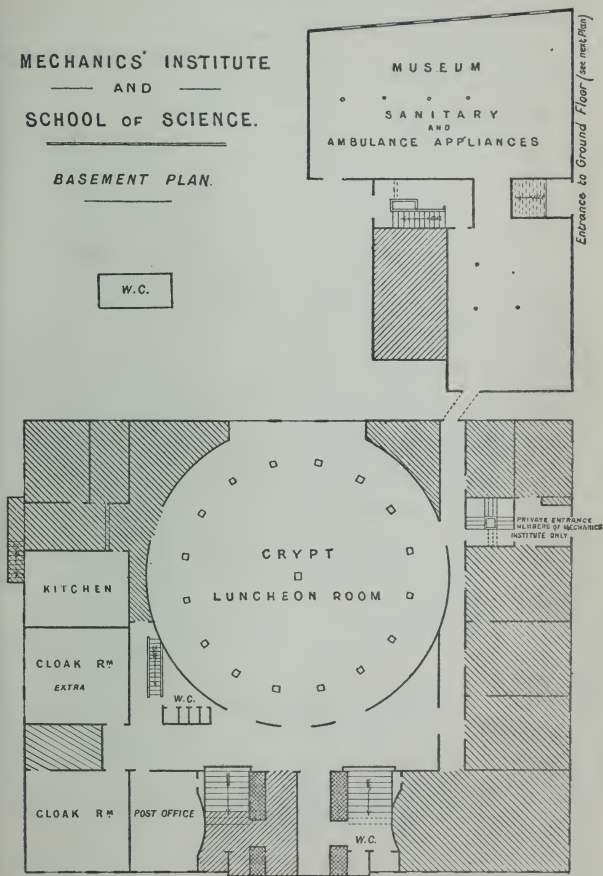 MECHANICS' INSTITUTE
AND
SCHOOL OF SCIENCE.
BASEMENT PLAN.
W.C.
MUSEUM
SANITARY
AND
AMBULANCE APPLIANCES
Entrance to Ground Floor (see next Plan)
PRIVATE ENTRANCE
MEMBERS OF MECHANICS
INSTITUTE ONLY
CRYPT
LUNCHEON ROOM
KITCHEN
CLOAK RM
EXTRA
W.C.
CLOAK RM
POST OFFICE
W.C.